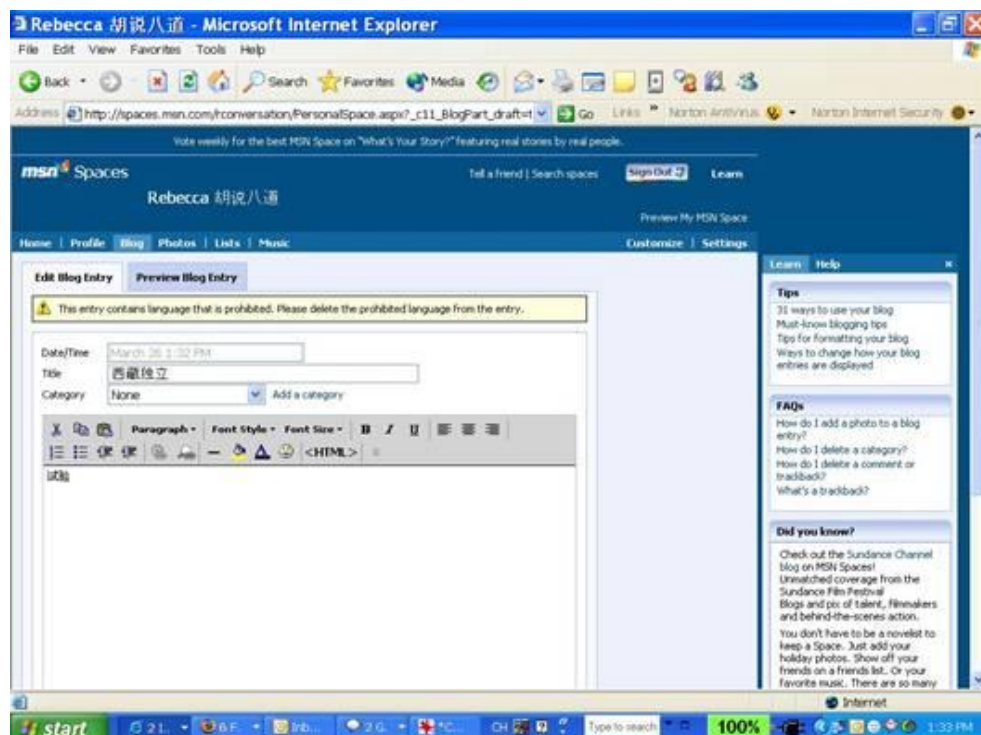 Rebecca 胡说八道 - Microsoft Internet Explorer
File Edit View Favorites Tools Help
Back Search Favorites Media
Address http://spaces.msn.com/rconversation/PersonalSpace.aspx?_c11_BlogPart_draft=t Go Links » Norton AntiVirus Norton Internet Security
Vote weekly for the best MSN Space on "What's Your Story?" featuring real stories by real people.
msn Spaces
Tell a friend | Search spaces Sign Out Learn
Rebecca 胡说八道
Preview My MSN Space
Home | Profile Blog Photos | Lists | Music Customize | Settings
Edit Blog Entry Preview Blog Entry
This entry contains language that is prohibited. Please delete the prohibited language from the entry.
Date/Time March 26 1:32 PM
Title 西藏独立
Category None Add a category
Paragraph Font Style Font Size B I U
<HTML>
试验
Learn Help
Tips
31 ways to use your blog
Must-know blogging tips
Tips for formatting your blog
Ways to change how your blog
entries are displayed
FAQs
How do I add a photo to a blog
entry?
How do I delete a category?
How do I delete a comment or
trackback?
What's a trackback?
Did you know?
Check out the Sundance Channel
blog on MSN Spaces!
Unmatched coverage from the
Sundance Film Festival
Blogs and pix of talent, filmmakers
and behind-the-scenes action.
You don't have to be a novelist to
keep a Space. Just add your
holiday photos. Show off your
friends on a friends list. Or your
favorite music. There are so many
Internet
start 2 I... 6 F... Inb... 2 G... CH Type to search 100% 1:33 PM